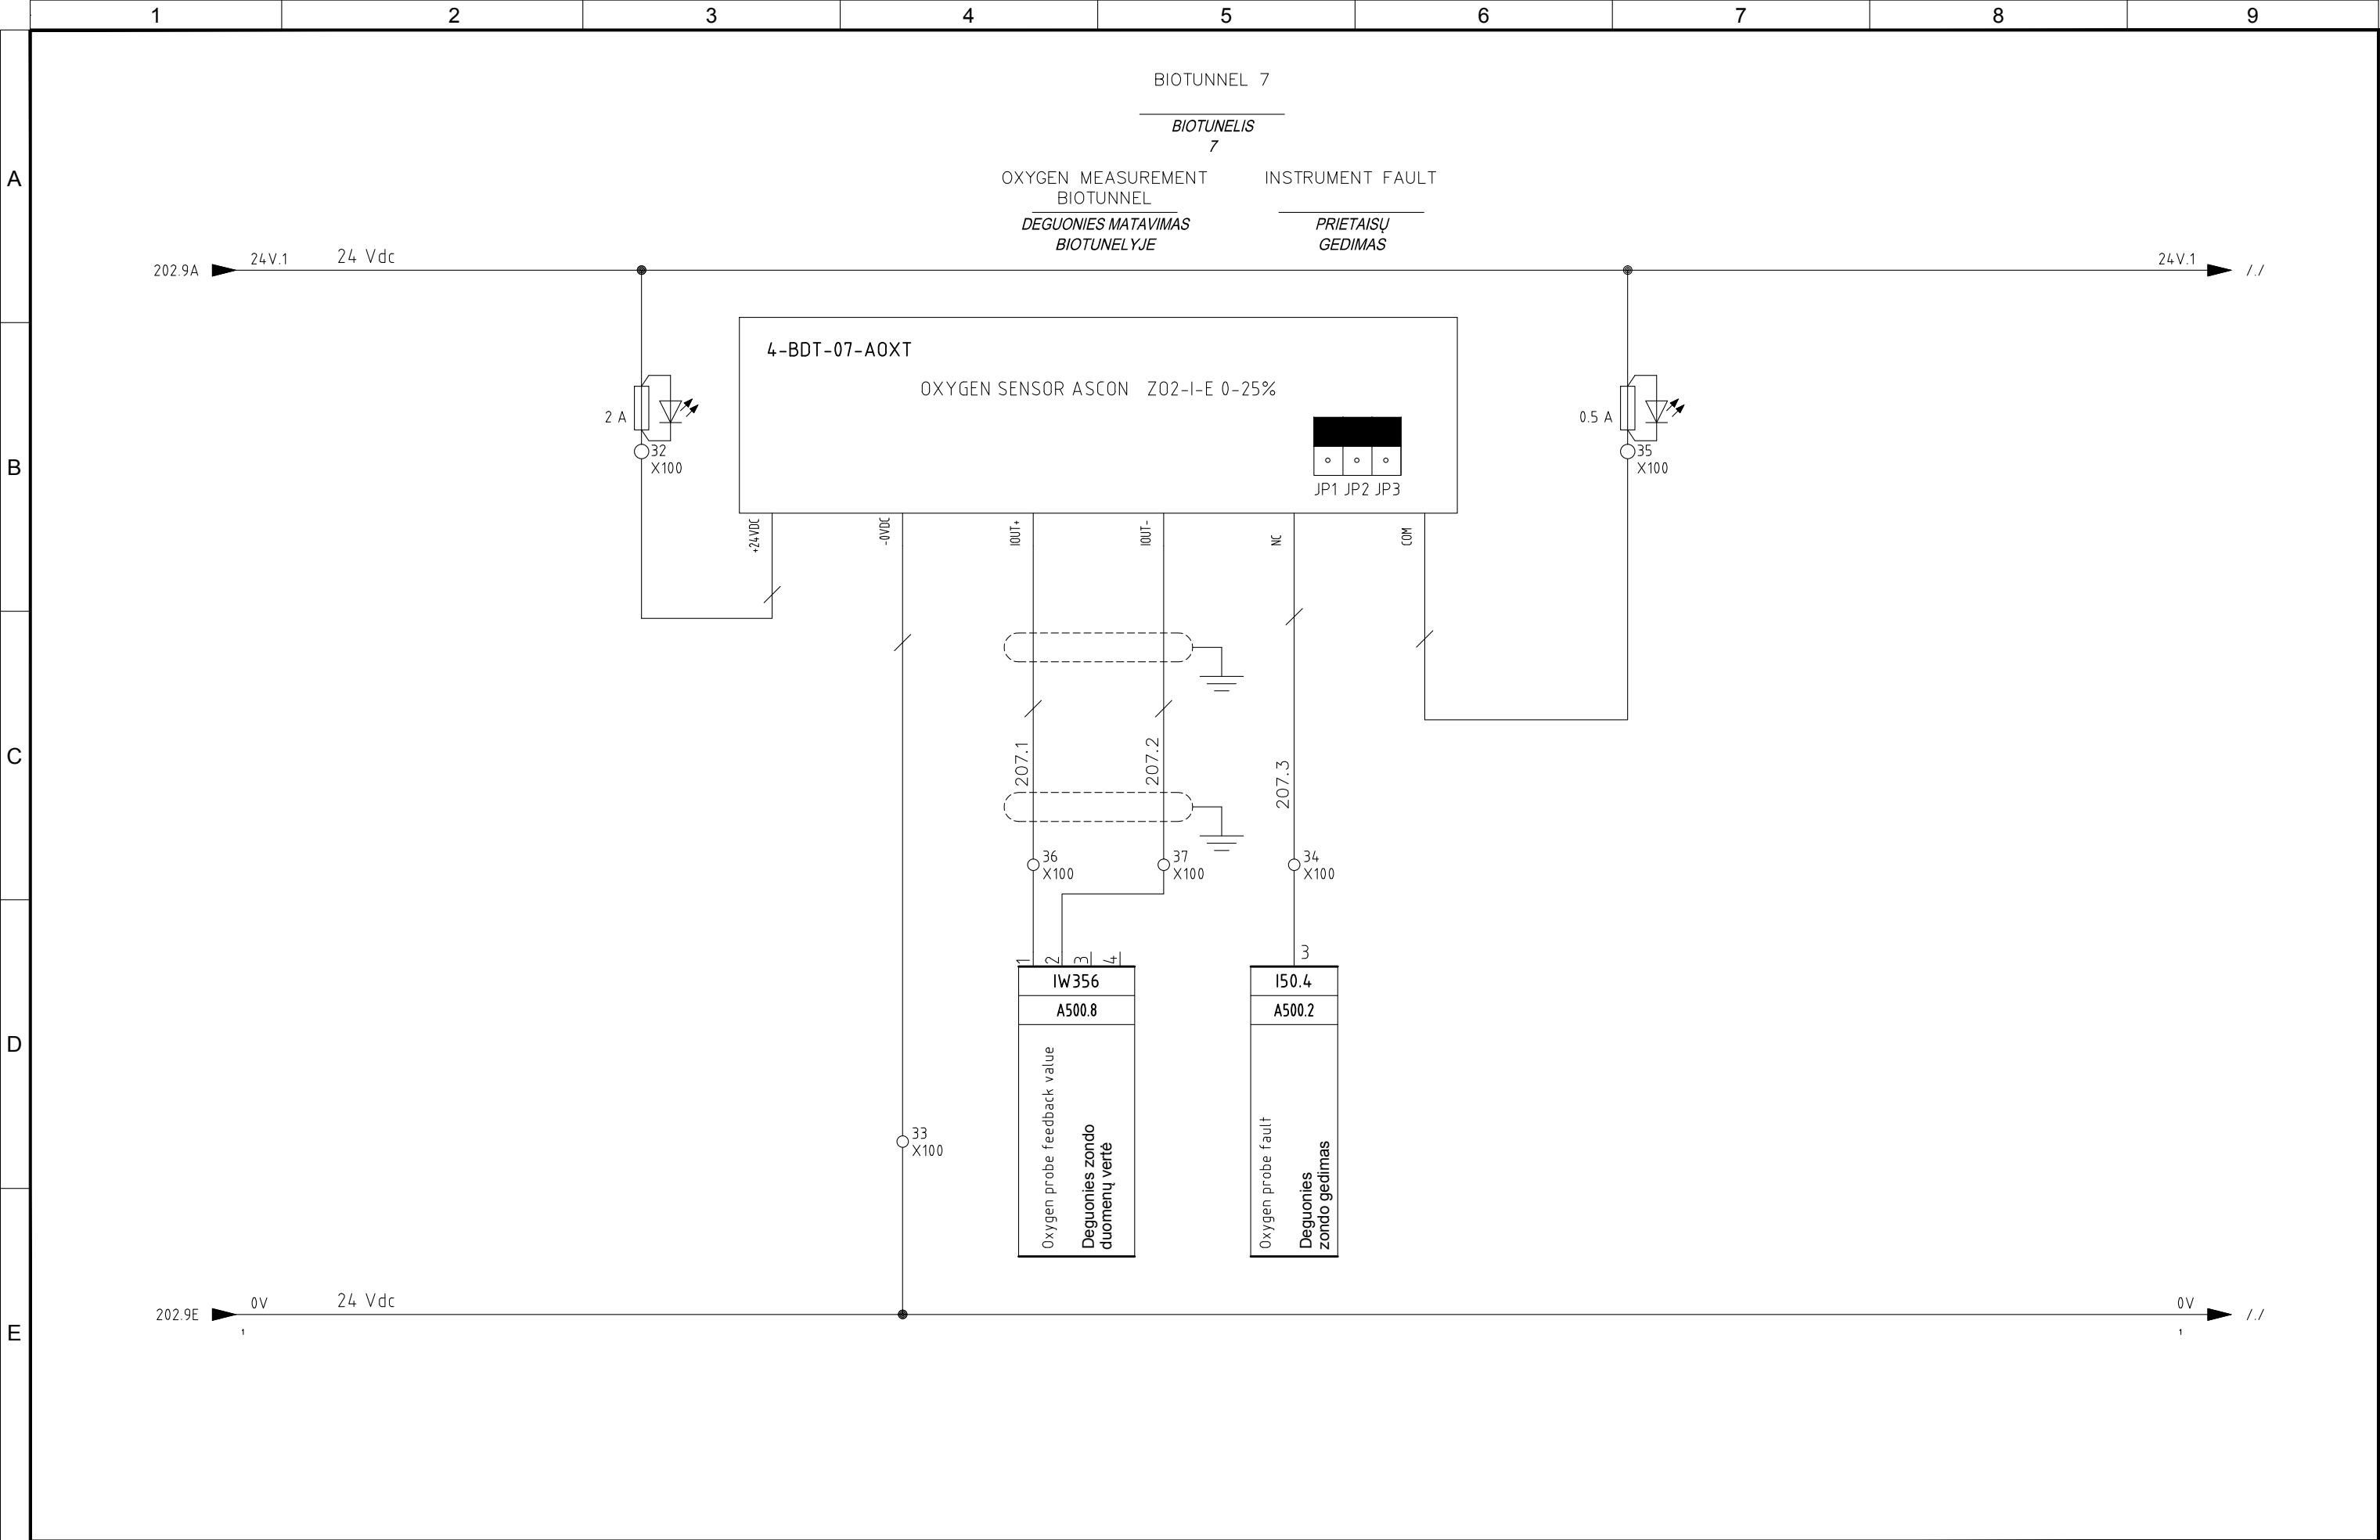 1 2 3 4 5 6 7 8 9
BIOTUNNEL 7
BIOTUNELIS
7
A
OXYGEN MEASUREMENT
BIOTUNNEL
INSTRUMENT FAULT
DEGUONIES MATAVIMAS
BIOTUNELYJE
PRIETAISŲ
GEDIMAS
202.9A
24V.1
24 Vdc
24V.1
/./
4-BDT-07-AOXT
OXYGEN SENSOR ASCON ZO2-I-E 0-25%
2 A
0.5 A
B
32
X100
35
X100
JP1 JP2 JP3
+24VDC
-0VDC
IOUT+
IOUT-
NC
COM
C
207.1
207.2
207.3
36
X100
37
X100
34
X100
1
2
3
4
3
IW356
I50.4
A500.8
A500.2
D
Oxygen probe feedback value
Deguonies zondo
duomenų vertė
Oxygen probe fault
Deguonies
zondo gedimas
33
X100
202.9E
0V
24 Vdc
0V
/./
1
1
E